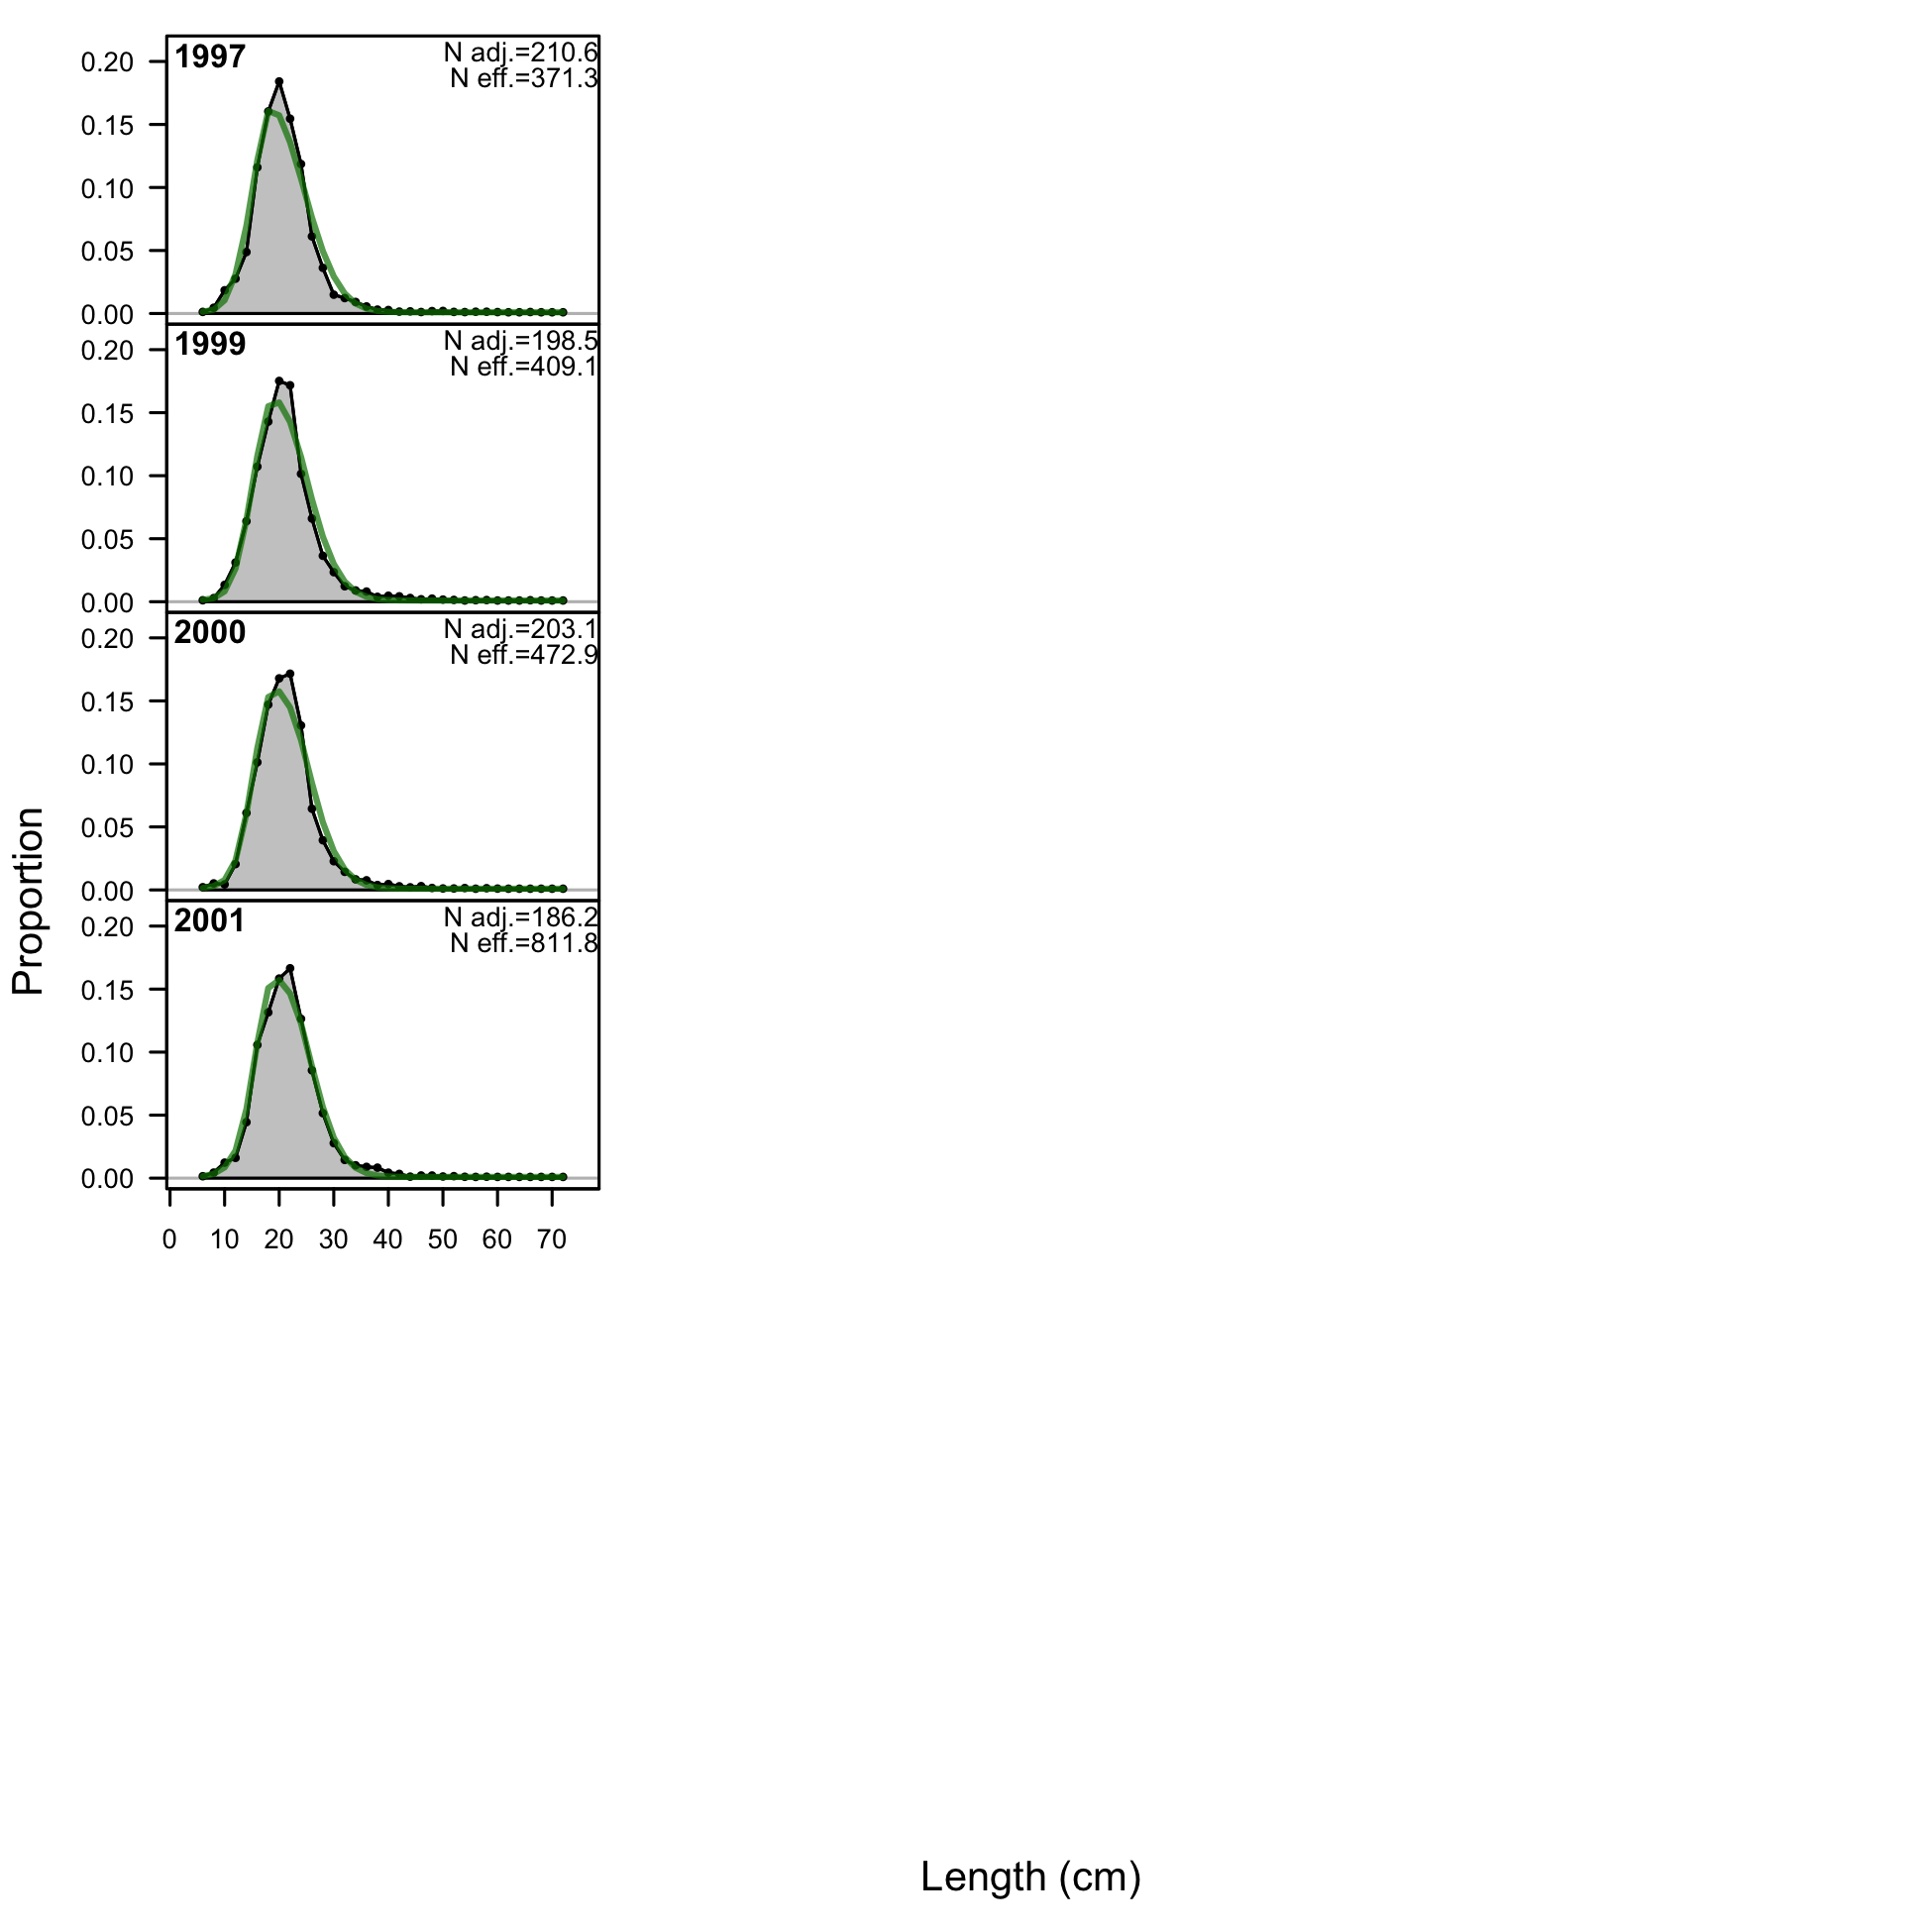 1997
N adj.=210.6
N eff.=371.3
0.20
0.15
0.10
0.05
0.00
1999
N adj.=198.5
N eff.=409.1
0.20
0.15
0.10
0.05
0.00
2000
N adj.=203.1
N eff.=472.9
0.20
0.15
0.10
0.05
0.00
2001
N adj.=186.2
N eff.=811.8
0.20
0.15
0.10
0.05
0.00
0 10 20 30 40 50 60 70
Proportion
Length (cm)